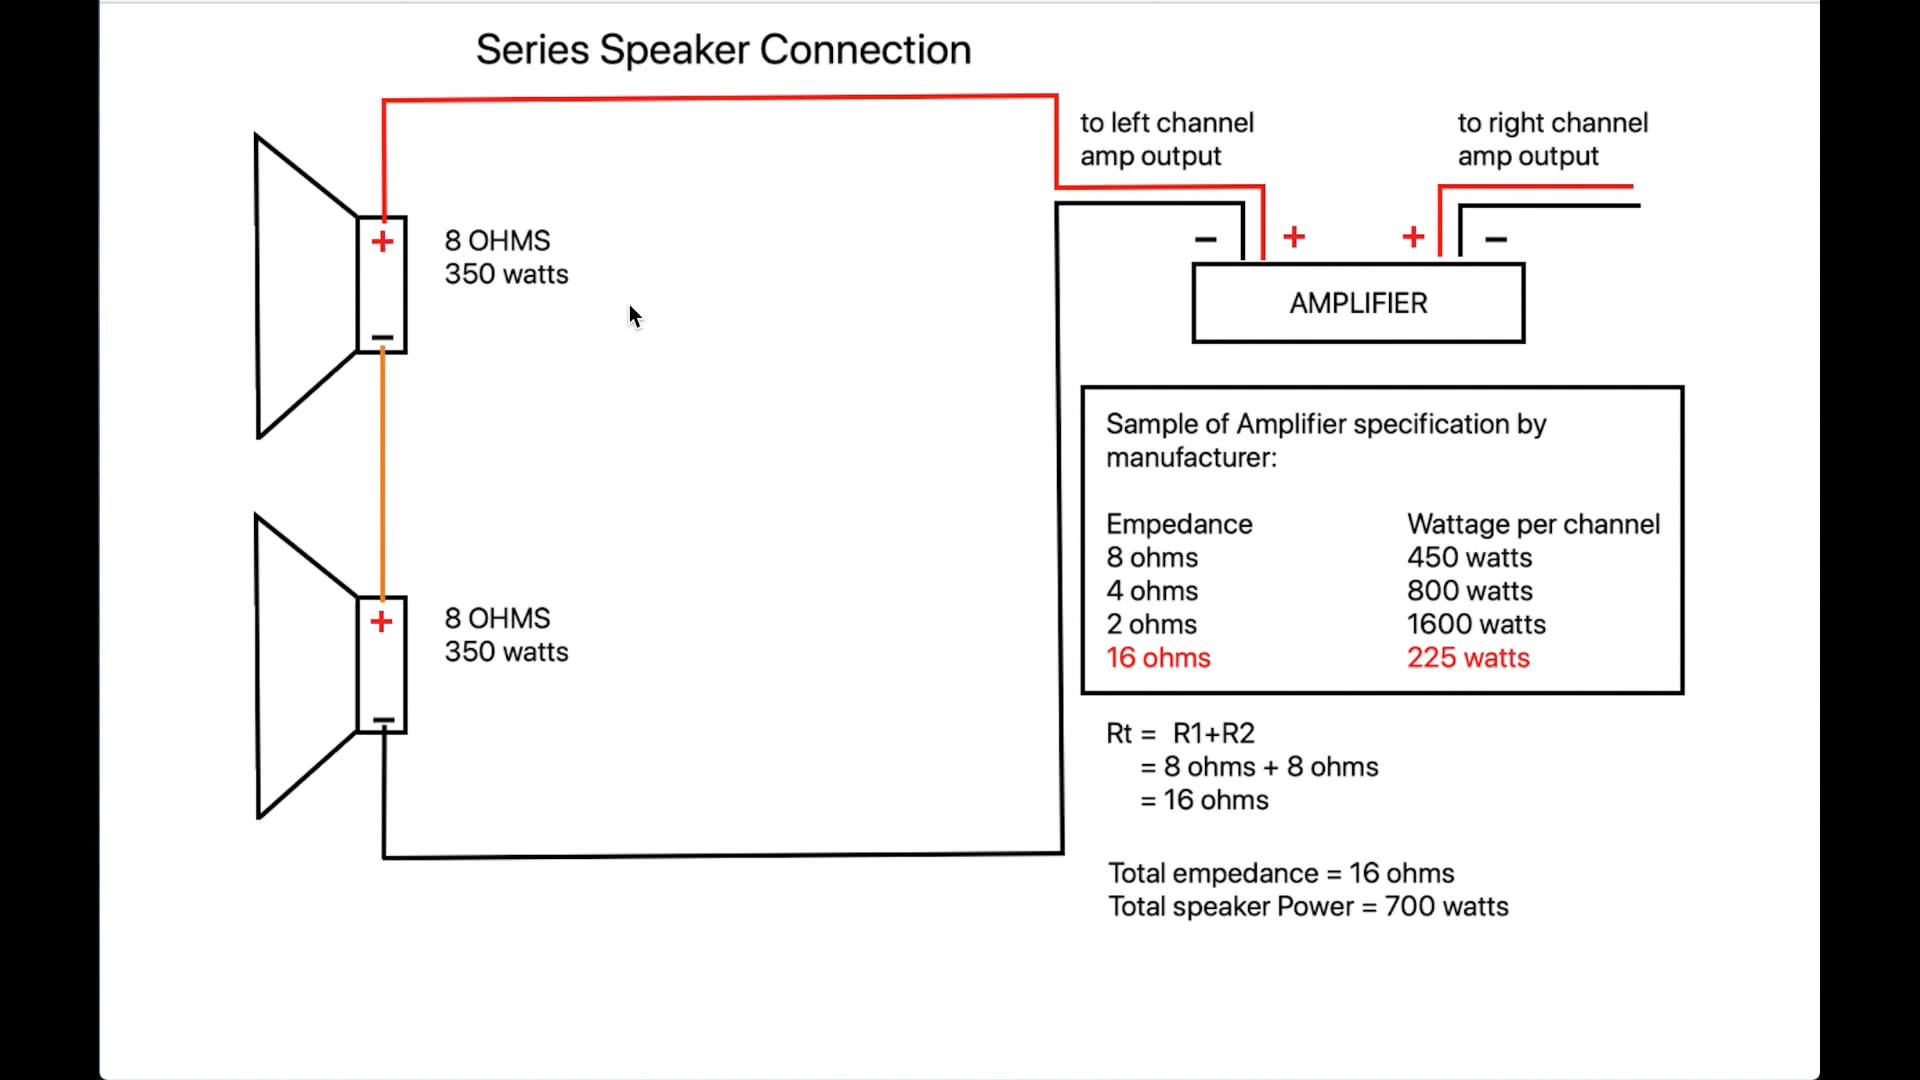 Series Speaker Connection
to left channel
amp output
to right channel
amp output
+
8 OHMS
350 watts
−
− + + −
AMPLIFIER
Sample of Amplifier specification by
manufacturer:
Empedance Wattage per channel
8 ohms 450 watts
4 ohms 800 watts
2 ohms 1600 watts
16 ohms 225 watts
+
8 OHMS
350 watts
−
Rt = R1+R2
= 8 ohms + 8 ohms
= 16 ohms
Total empedance = 16 ohms
Total speaker Power = 700 watts